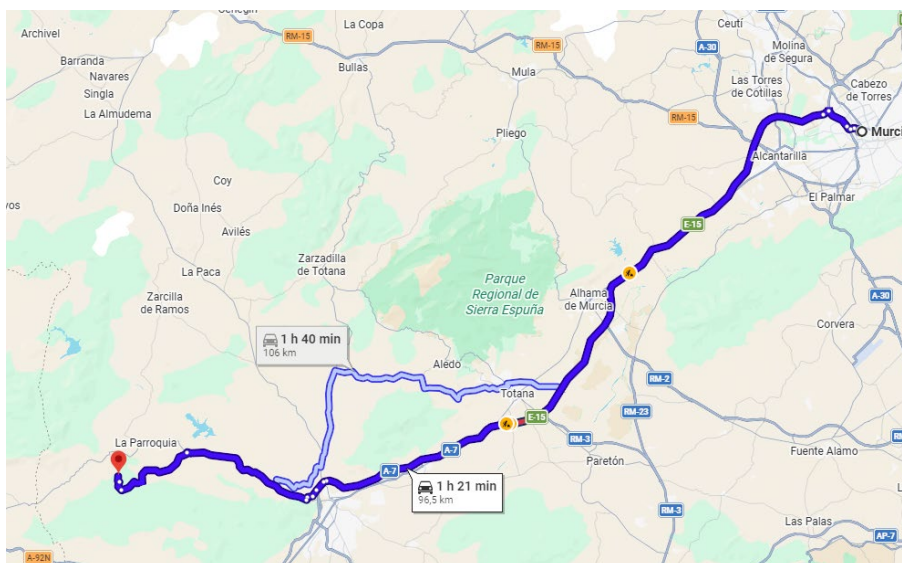 Archivel
La Copa
RM-15
Ceutí
A-30
Molina
de Segura
Barranda
Navares
Singla
La Almudema
Bullas
RM-15
Mula
Las Torres
de Cotillas
Cabezo
de Torres
RM-15
Murci
Pliego
Alcantarilla
Coy
Doña Inés
El Palmar
Avilés
E-15
Zarzadilla
de Totana
La Paca
Parque
Regional de
Sierra Espuña
Zarcilla
de Ramos
Alhama
de Murcia
A-30
Corvera
1 h 40 min
106 km
Aledo
RM-2
Totana
RM-23
E-15
La Parroquia
RM-3
A-7
Paretón
Fuente Álamo
A-7
1 h 21 min
96,5 km
RM-3
Las Palas
AP-7
A-92N